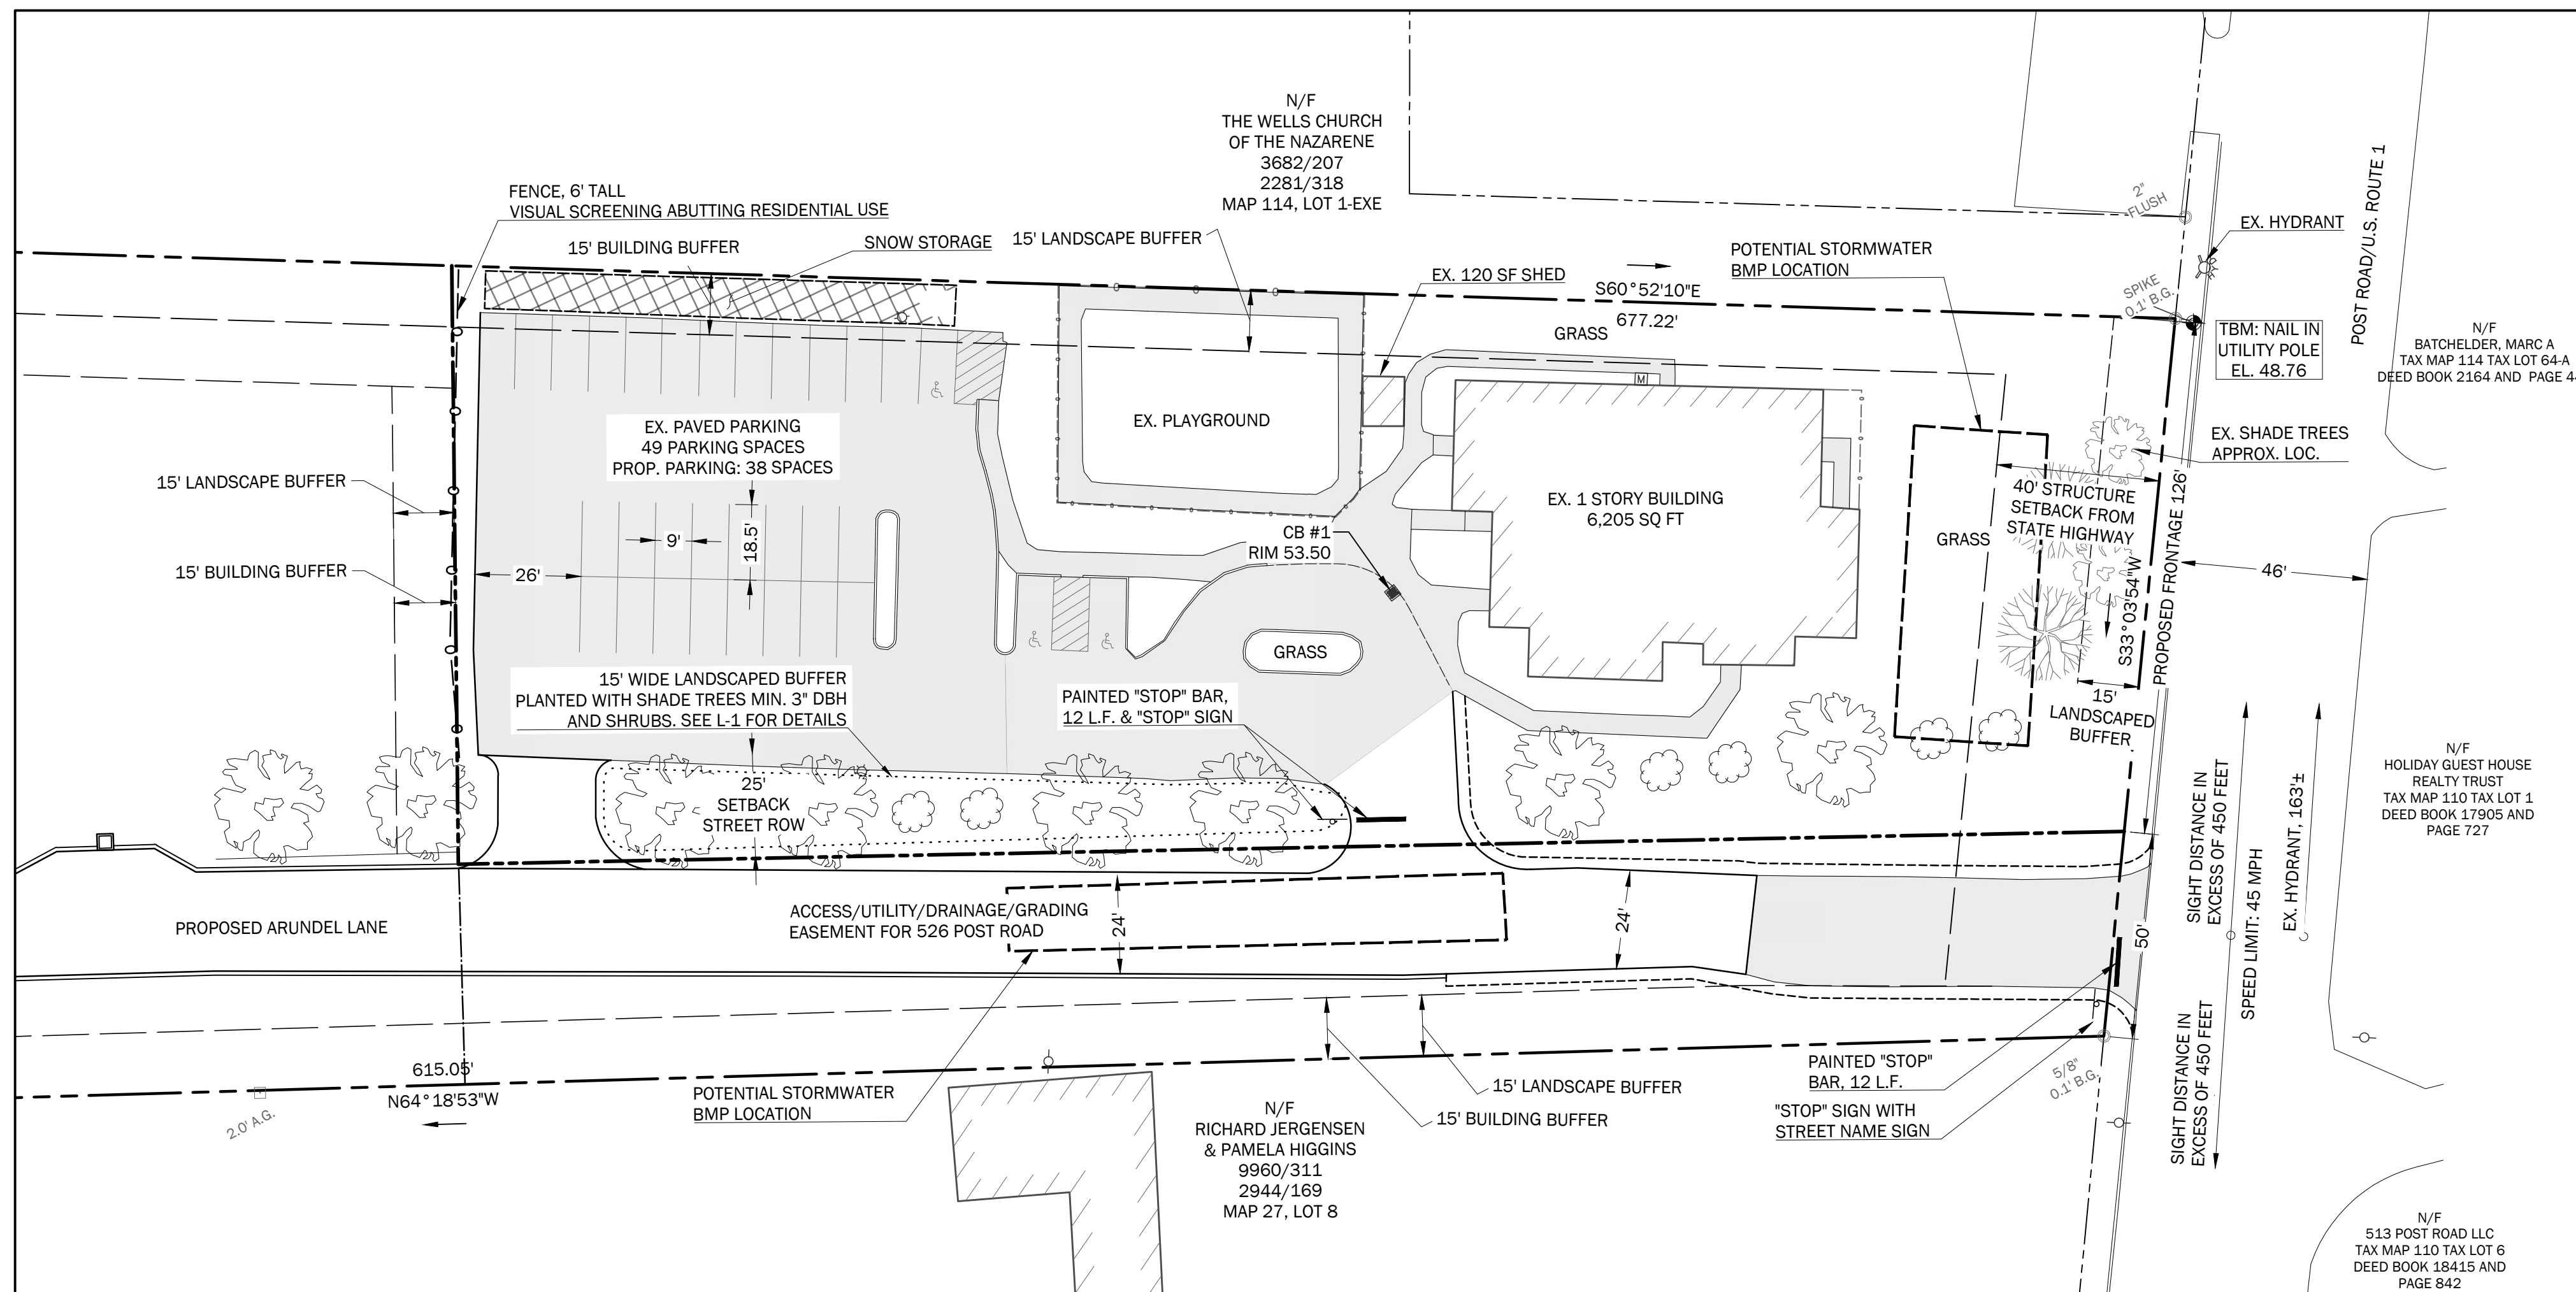 N/F
THE WELLS CHURCH
OF THE NAZARENE
3682/207
2281/318
MAP 114, LOT 1-EXE
FENCE, 6' TALL
VISUAL SCREENING ABUTTING RESIDENTIAL USE
15' BUILDING BUFFER
SNOW STORAGE
15' LANDSCAPE BUFFER
EX. 120 SF SHED
S60°52'10"E
677.22'
GRASS
POTENTIAL STORMWATER
BMP LOCATION
2"
FLUSH
EX. HYDRANT
POST ROAD/U.S. ROUTE 1
SPIKE
0.1' B.G.
TBM: NAIL IN
UTILITY POLE
EL. 48.76
N/F
BATCHELDER, MARC A
TAX MAP 114 TAX LOT 64-A
DEED BOOK 2164 AND PAGE 4
EX. PAVED PARKING
49 PARKING SPACES
PROP. PARKING: 38 SPACES
EX. PLAYGROUND
M
EX. SHADE TREES
APPROX. LOC.
15' LANDSCAPE BUFFER
15' BUILDING BUFFER
9'
18.5'
26'
CB #1
RIM 53.50
EX. 1 STORY BUILDING
6,205 SQ FT
40' STRUCTURE
SETBACK FROM
STATE HIGHWAY
GRASS
S33°03'54"W
PROPOSED FRONTAGE 126'
46'
GRASS
15' WIDE LANDSCAPED BUFFER
PLANTED WITH SHADE TREES MIN. 3" DBH
AND SHRUBS. SEE L-1 FOR DETAILS
PAINTED "STOP" BAR,
12 L.F. & "STOP" SIGN
15'
LANDSCAPED
BUFFER
25'
SETBACK
STREET ROW
N/F
HOLIDAY GUEST HOUSE
REALTY TRUST
TAX MAP 110 TAX LOT 1
DEED BOOK 17905 AND
PAGE 727
SIGHT DISTANCE IN
EXCESS OF 450 FEET
SPEED LIMIT: 45 MPH
EX. HYDRANT, 163'±
PROPOSED ARUNDEL LANE
ACCESS/UTILITY/DRAINAGE/GRADING
EASEMENT FOR 526 POST ROAD
24'
24'
50'
SIGHT DISTANCE IN
EXCESS OF 450 FEET
615.05'
N64°18'53"W
2.0' A.G.
POTENTIAL STORMWATER
BMP LOCATION
15' LANDSCAPE BUFFER
15' BUILDING BUFFER
PAINTED "STOP"
BAR, 12 L.F.
"STOP" SIGN WITH
STREET NAME SIGN
5/8"
0.1' B.G.
N/F
RICHARD JERGENSEN
& PAMELA HIGGINS
9960/311
2944/169
MAP 27, LOT 8
N/F
513 POST ROAD LLC
TAX MAP 110 TAX LOT 6
DEED BOOK 18415 AND
PAGE 842